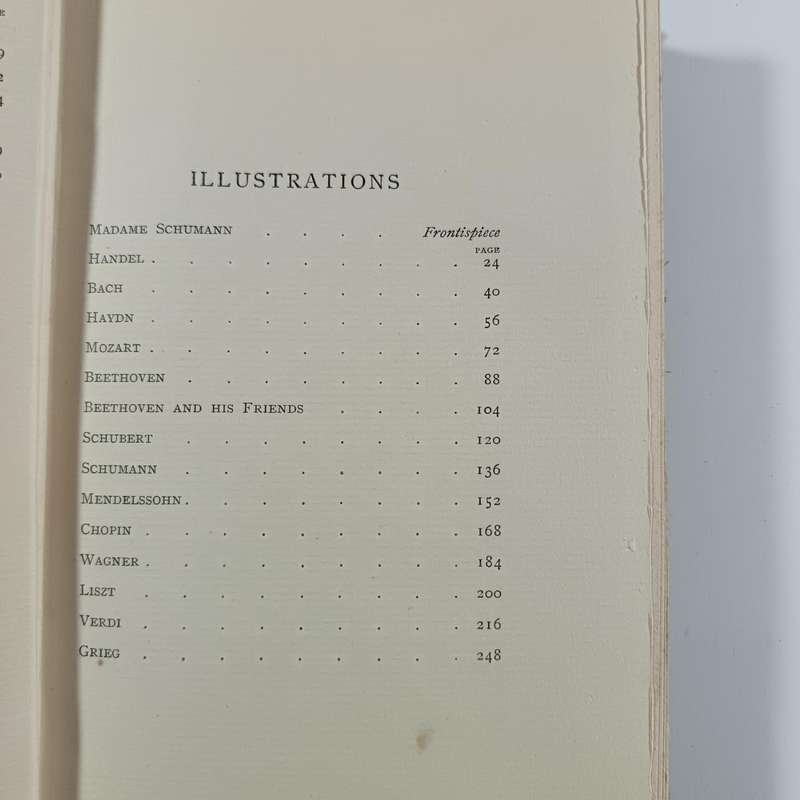 ILLUSTRATIONS
MADAME SCHUMANN . . . . Frontispiece
PAGE
HANDEL . . . . . . . . . 24
BACH . . . . . . . . . 40
HAYDN . . . . . . . . . 56
MOZART . . . . . . . . . 72
BEETHOVEN . . . . . . . . 88
BEETHOVEN AND HIS FRIENDS . . . . 104
SCHUBERT . . . . . . . . 120
SCHUMANN . . . . . . . . 136
MENDELSSOHN . . . . . . . . 152
CHOPIN . . . . . . . . . 168
WAGNER . . . . . . . . . 184
LISZT . . . . . . . . . 200
VERDI . . . . . . . . . 216
GRIEG . . . . . . . . . 248